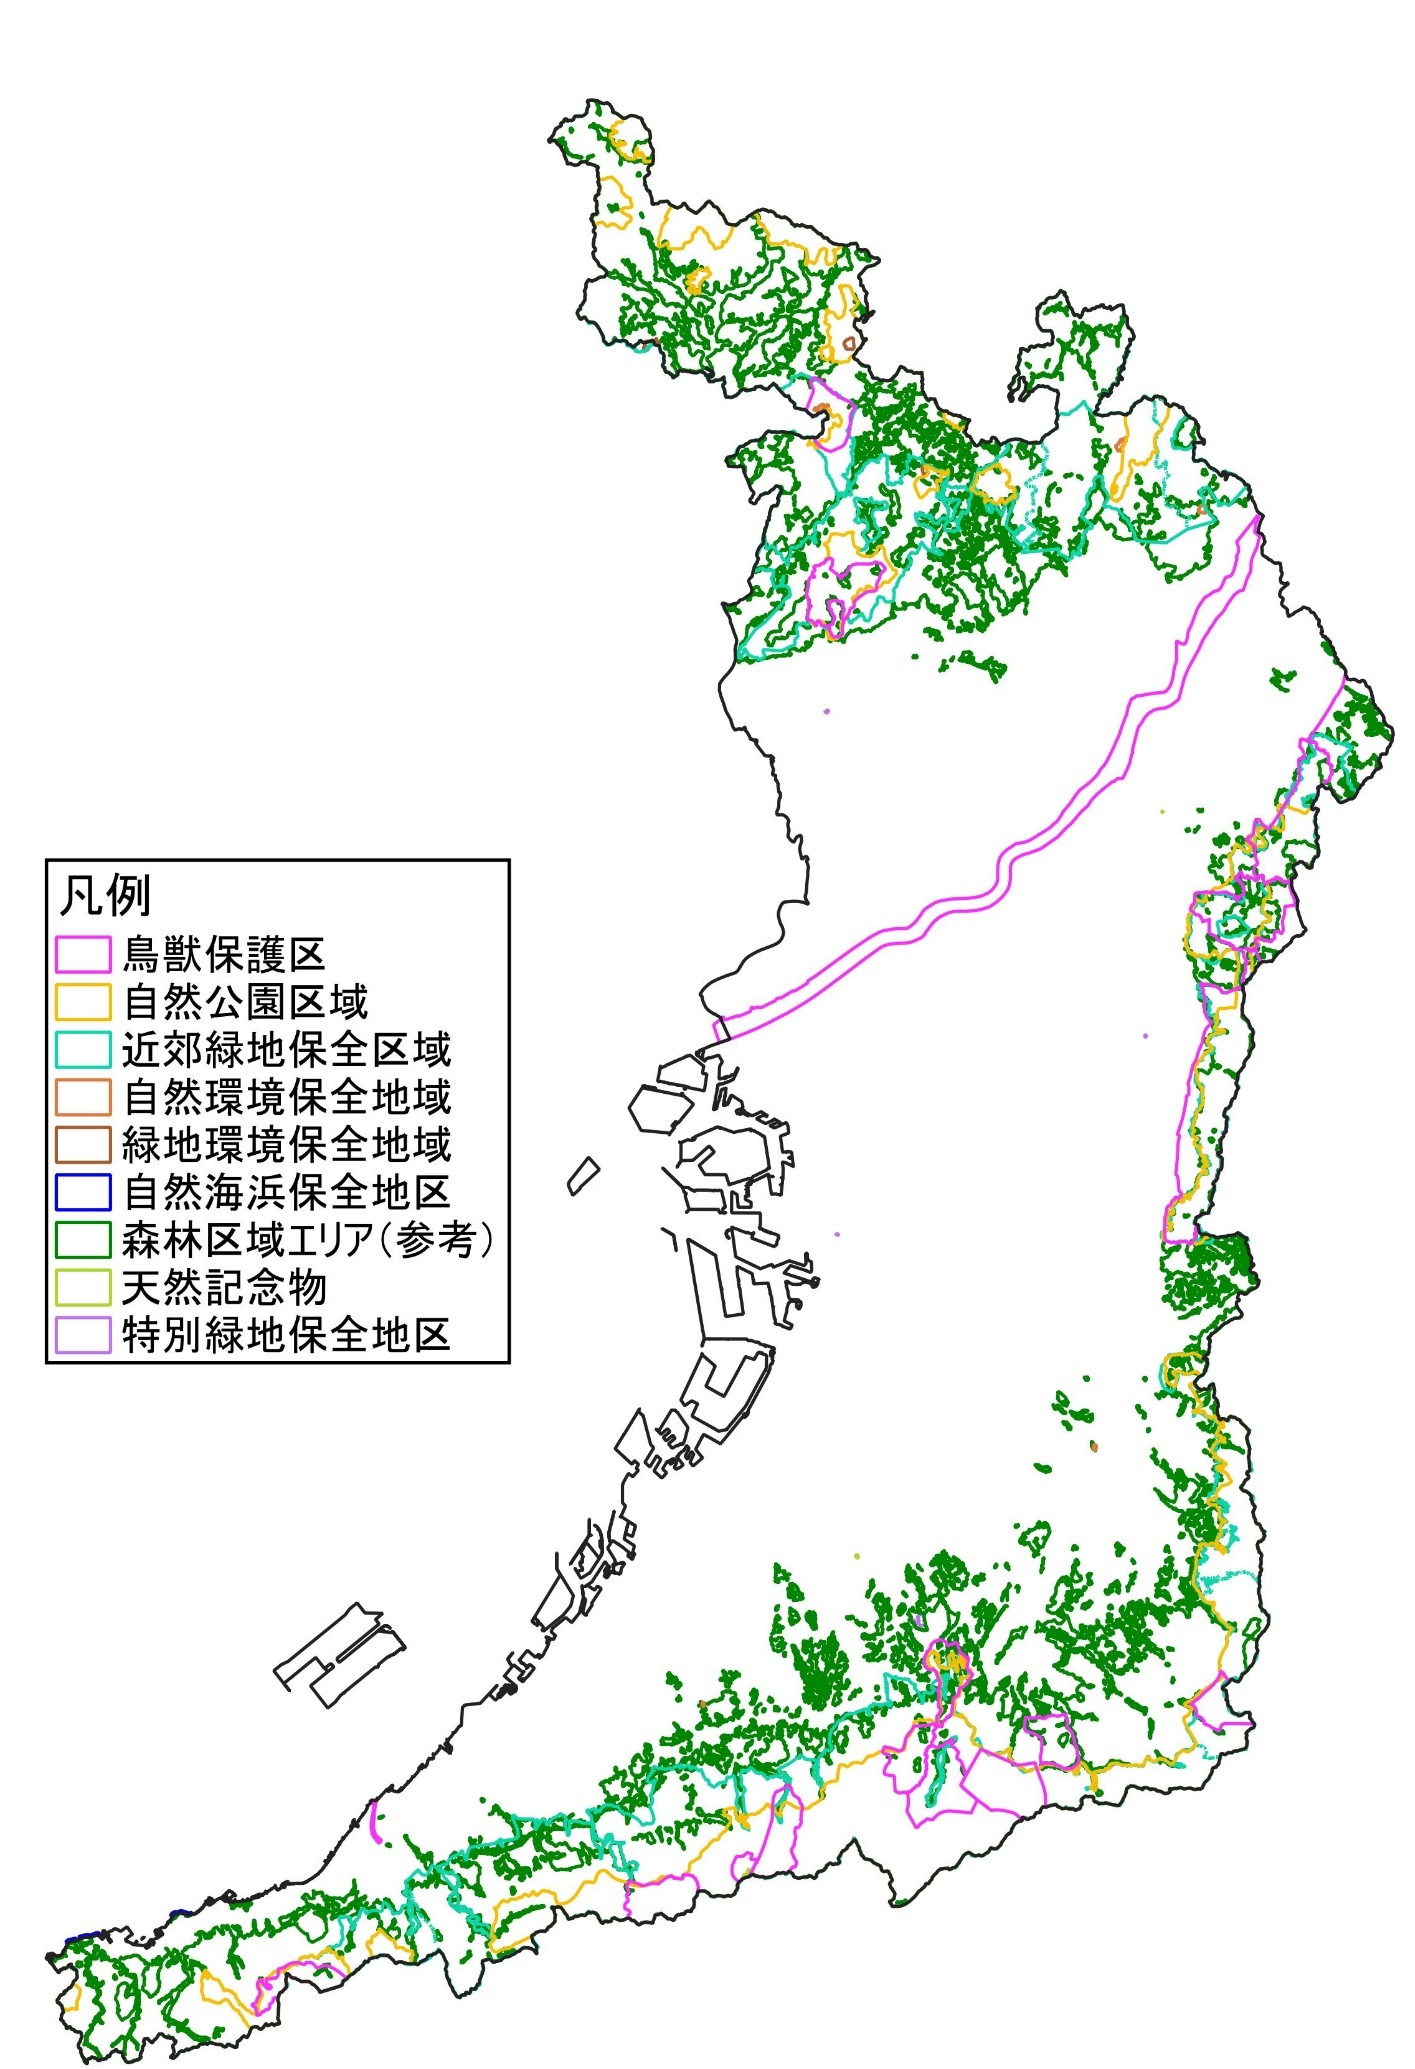 凡例
鳥獣保護区
自然公園区域
近郊緑地保全区域
自然環境保全地域
緑地環境保全地域
自然海浜保全地区
森林区域エリア(参考)
天然記念物
特別緑地保全地区